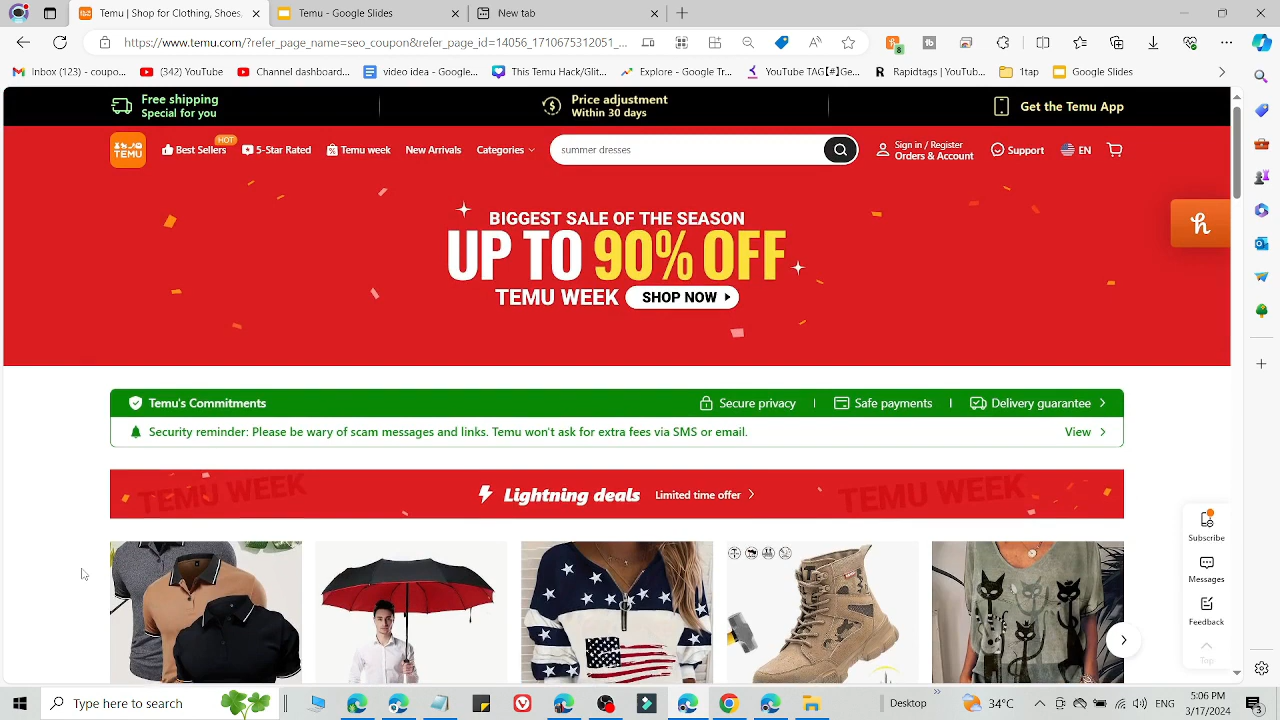 Temu | Shop for Clothing, Shoes,
Temu - Google Slides
New tab
https://www.temu.com/?refer_page_name=seo_coupon&refer_page_id=14056_1710675312051_...
8
Inbox (123) - cpomo...
(342) YouTube
Channel dashboard...
video idea - Google...
This Temu Hack Glit...
Explore - Google Tr...
YouTube TAG【#】...
Rapidtags | YouTub...
1tap
Google Slides
Free shipping
Special for you
Price adjustment
Within 30 days
Get the Temu App
TEMU
Best Sellers
HOT
5-Star Rated
Temu week
New Arrivals
Categories
summer dresses
Sign in / Register
Orders & Account
Support
EN
BIGGEST SALE OF THE SEASON
UP TO 90% OFF
TEMU WEEK
SHOP NOW
Temu's Commitments
Secure privacy
Safe payments
Delivery guarantee
Security reminder: Please be wary of scam messages and links. Temu won't ask for extra fees via SMS or email.
View
TEMU WEEK
Lightning deals
Limited time offer
TEMU WEEK
Subscribe
Messages
Feedback
Top
Type here to search
Desktop
34°C
ENG
5:06 PM
3/17/2024
3